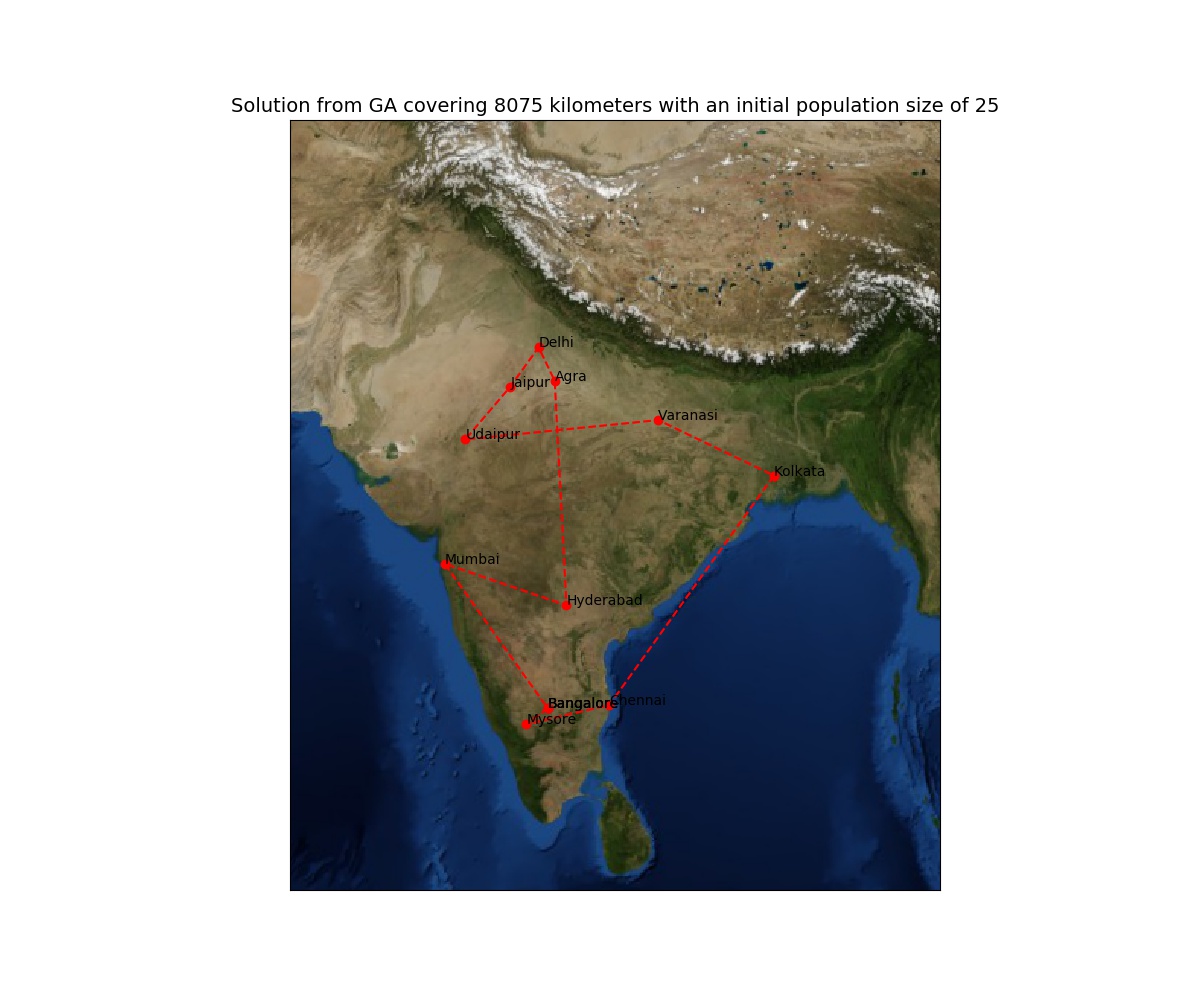 Solution from GA covering 8075 kilometers with an initial population size of 25
Delhi
Agra
Jaipur
Varanasi
Udaipur
Kolkata
Mumbai
Hyderabad
Bangalore
Chennai
Mysore